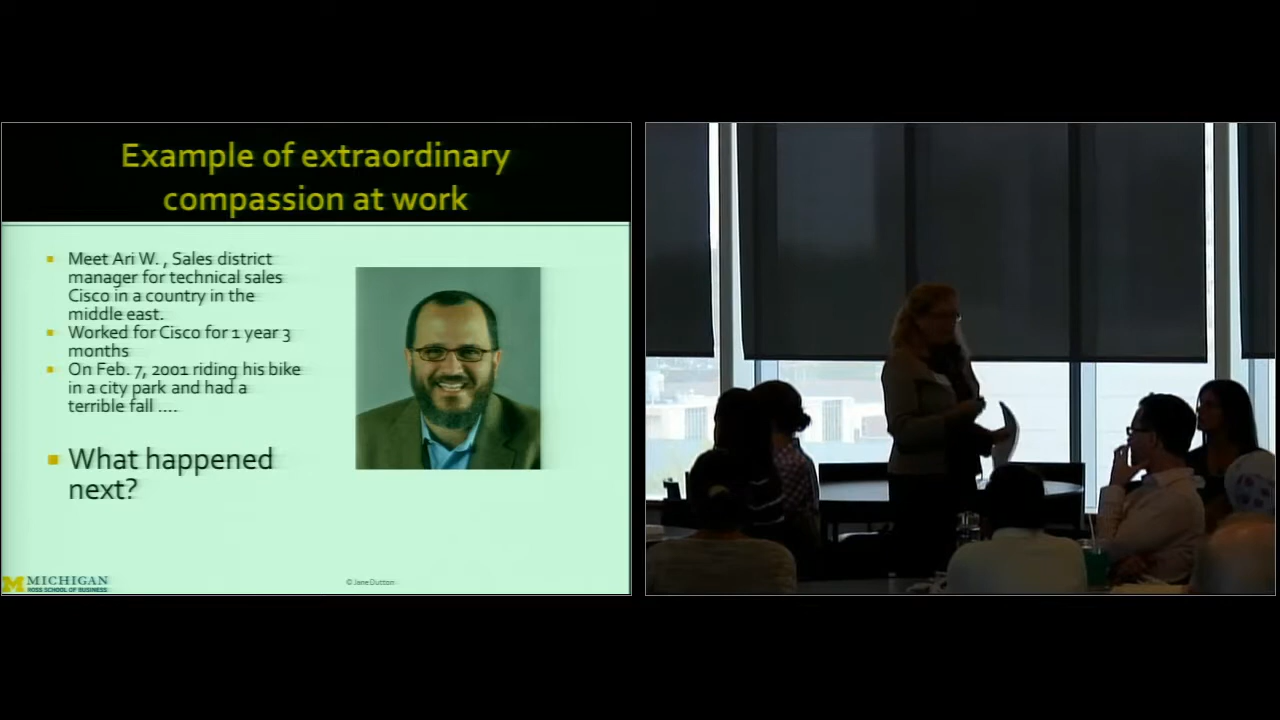 Example of extraordinary
compassion at work
Meet Ari W. , Sales district
manager for technical sales
Cisco in a country in the
middle east.
Worked for Cisco for 1 year 3
months
On Feb. 7, 2001 riding his bike
in a city park and had a
terrible fall ....
What happened
next?
M MICHIGAN
ROSS SCHOOL OF BUSINESS
© Jane Dutton